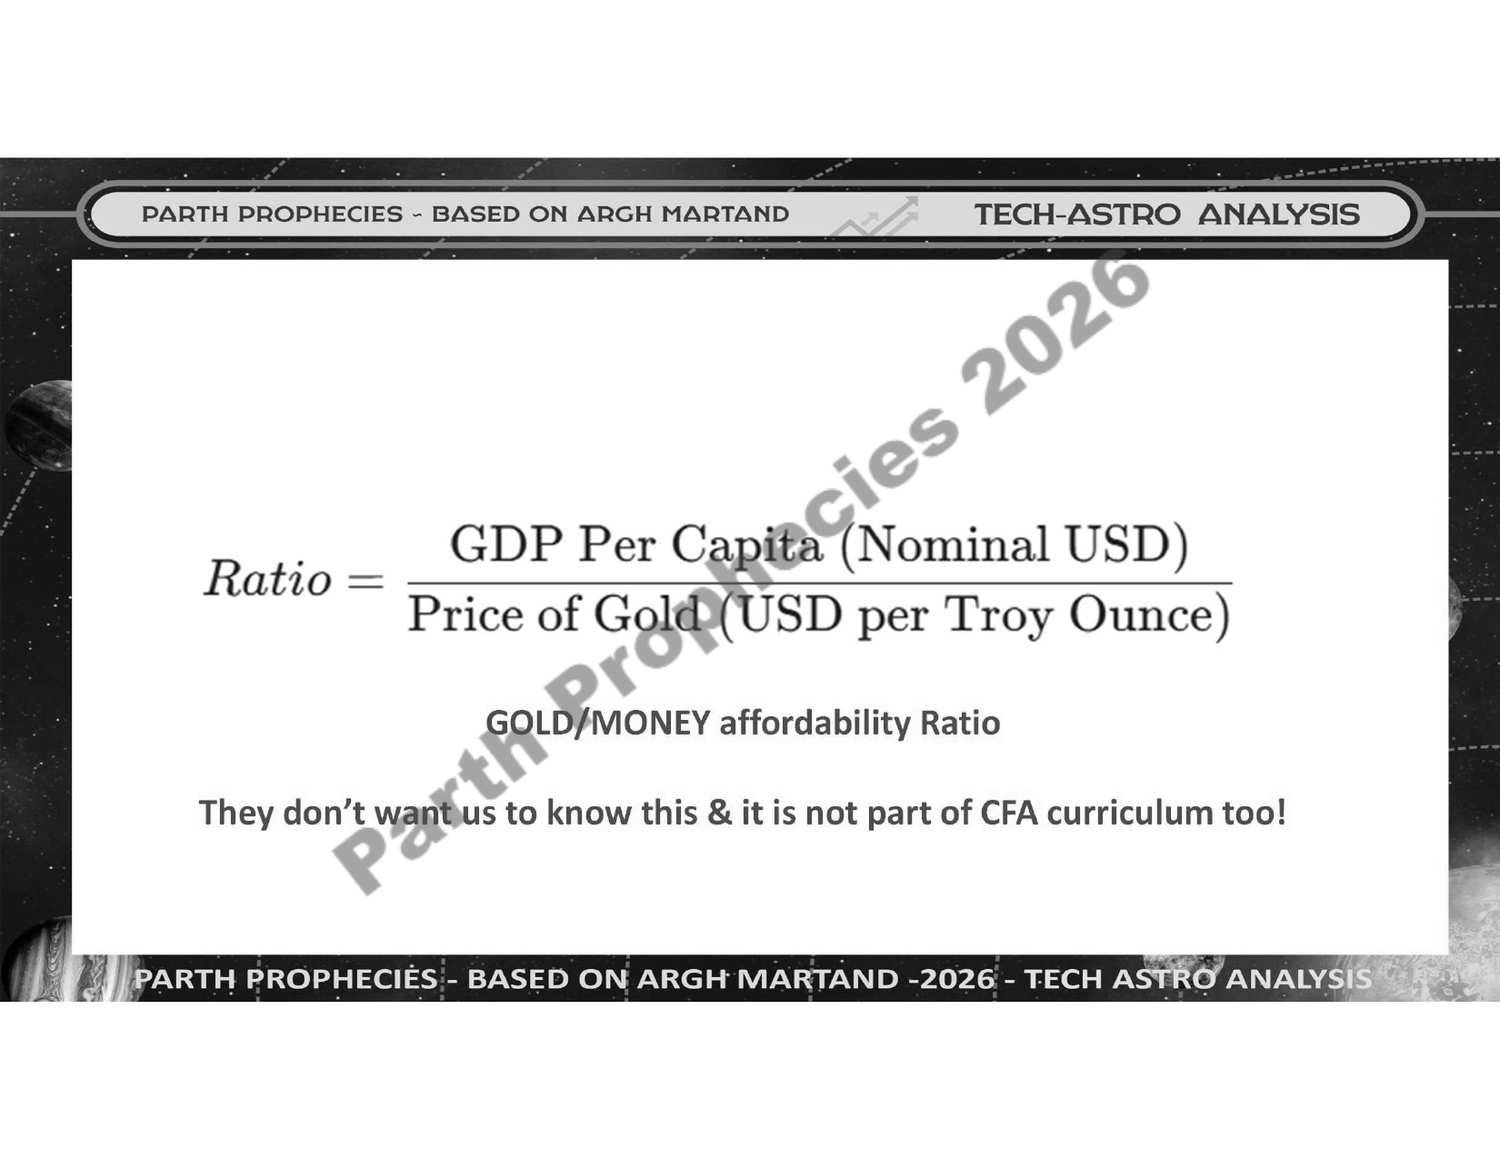 PARTH PROPHECIES ~ BASED ON ARGH MARTAND TECH-ASTRO ANALYSIS
Ratio = GDP Per Capita (Nominal USD)
Price of Gold (USD per Troy Ounce)
GOLD/MONEY affordability Ratio
They don’t want us to know this & it is not part of CFA curriculum too!
Parth Prophecies 2026
PARTH PROPHECIES - BASED ON ARGH MARTAND -2026 - TECH ASTRO ANALYSIS